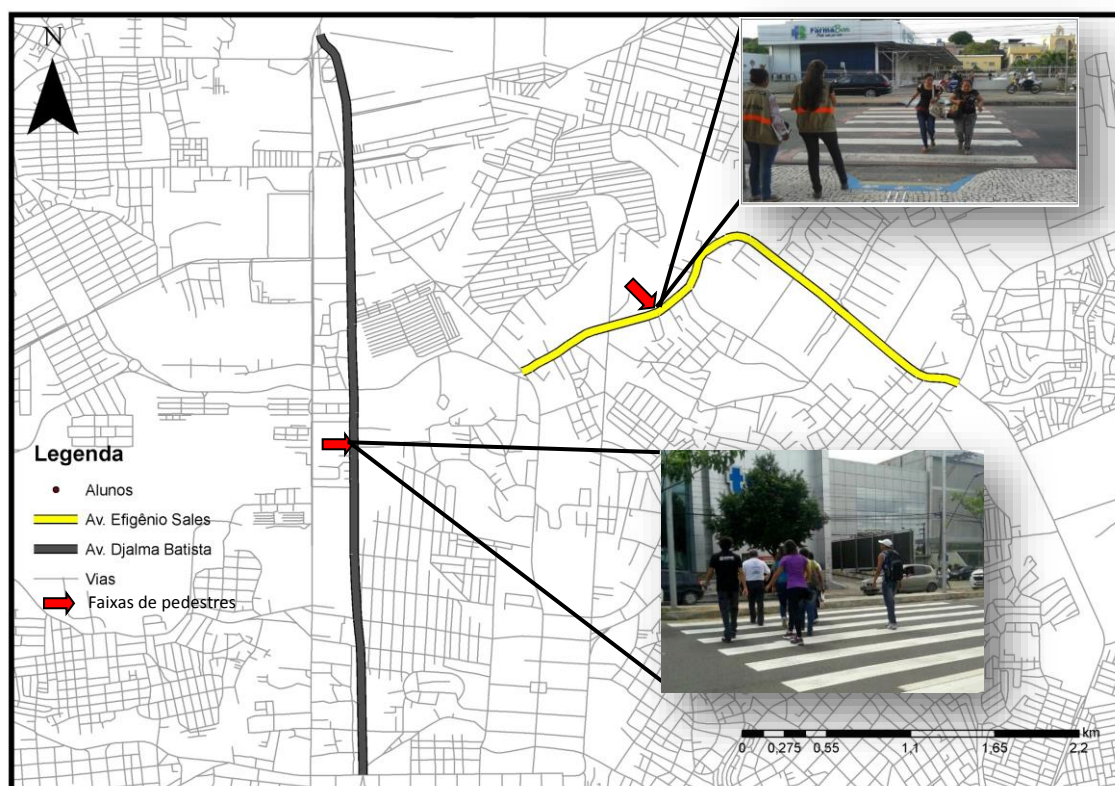 N
FarmaBem
Legenda
Alunos
Av. Efigênio Sales
Av. Djalma Batista
Vias
Faixas de pedestres
km
0 0,275 0,55 1,1 1,65 2,2